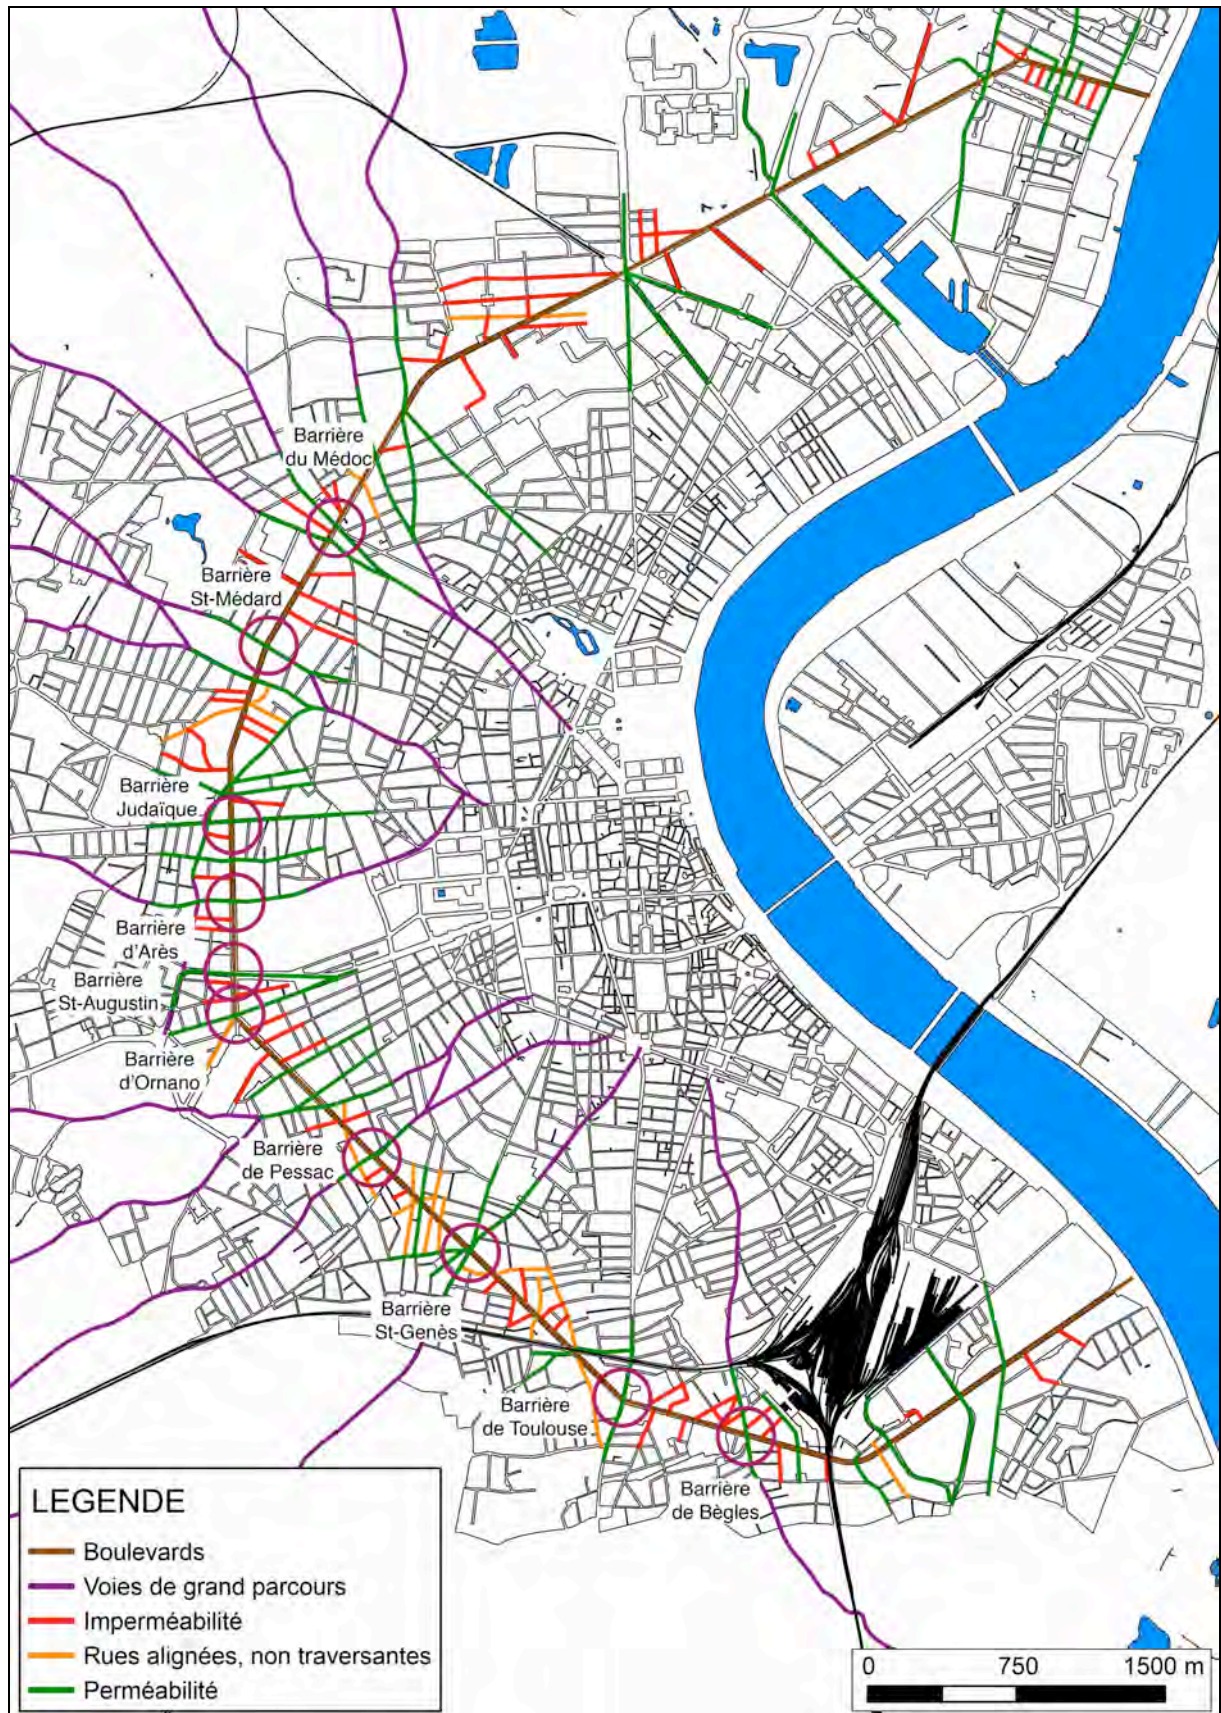 Barrière
du Médoc
Barrière
St-Médard
Barrière
Judaïque
Barrière
d'Arès
Barrière
St-Augustin
Barrière
d'Ornano
Barrière
de Pessac
Barrière
St-Genès
Barrière
de Toulouse
Barrière
de Bègles
LEGENDE
Boulevards
Voies de grand parcours
Imperméabilité
Rues alignées, non traversantes
Perméabilité
0 750 1500 m